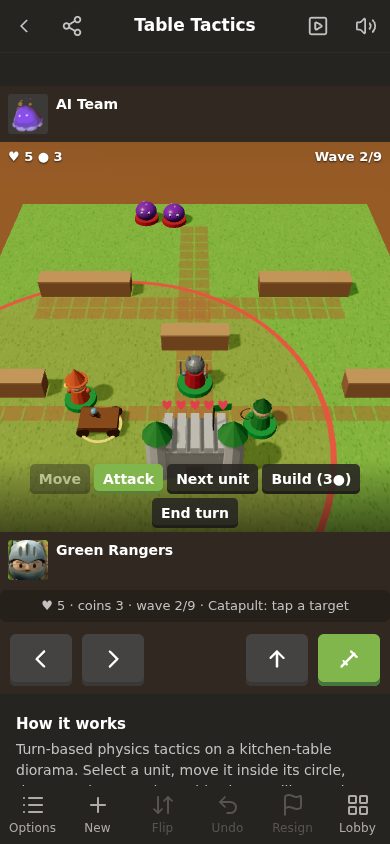 Table Tactics
AI Team
♥ 5 ● 3
Wave 2/9
Move
Attack
Next unit
Build (3●)
End turn
Green Rangers
♥ 5 · coins 3 · wave 2/9 · Catapult: tap a target
How it works
Turn-based physics tactics on a kitchen-table
diorama. Select a unit, move it inside its circle,
Options
New
Flip
Undo
Resign
Lobby